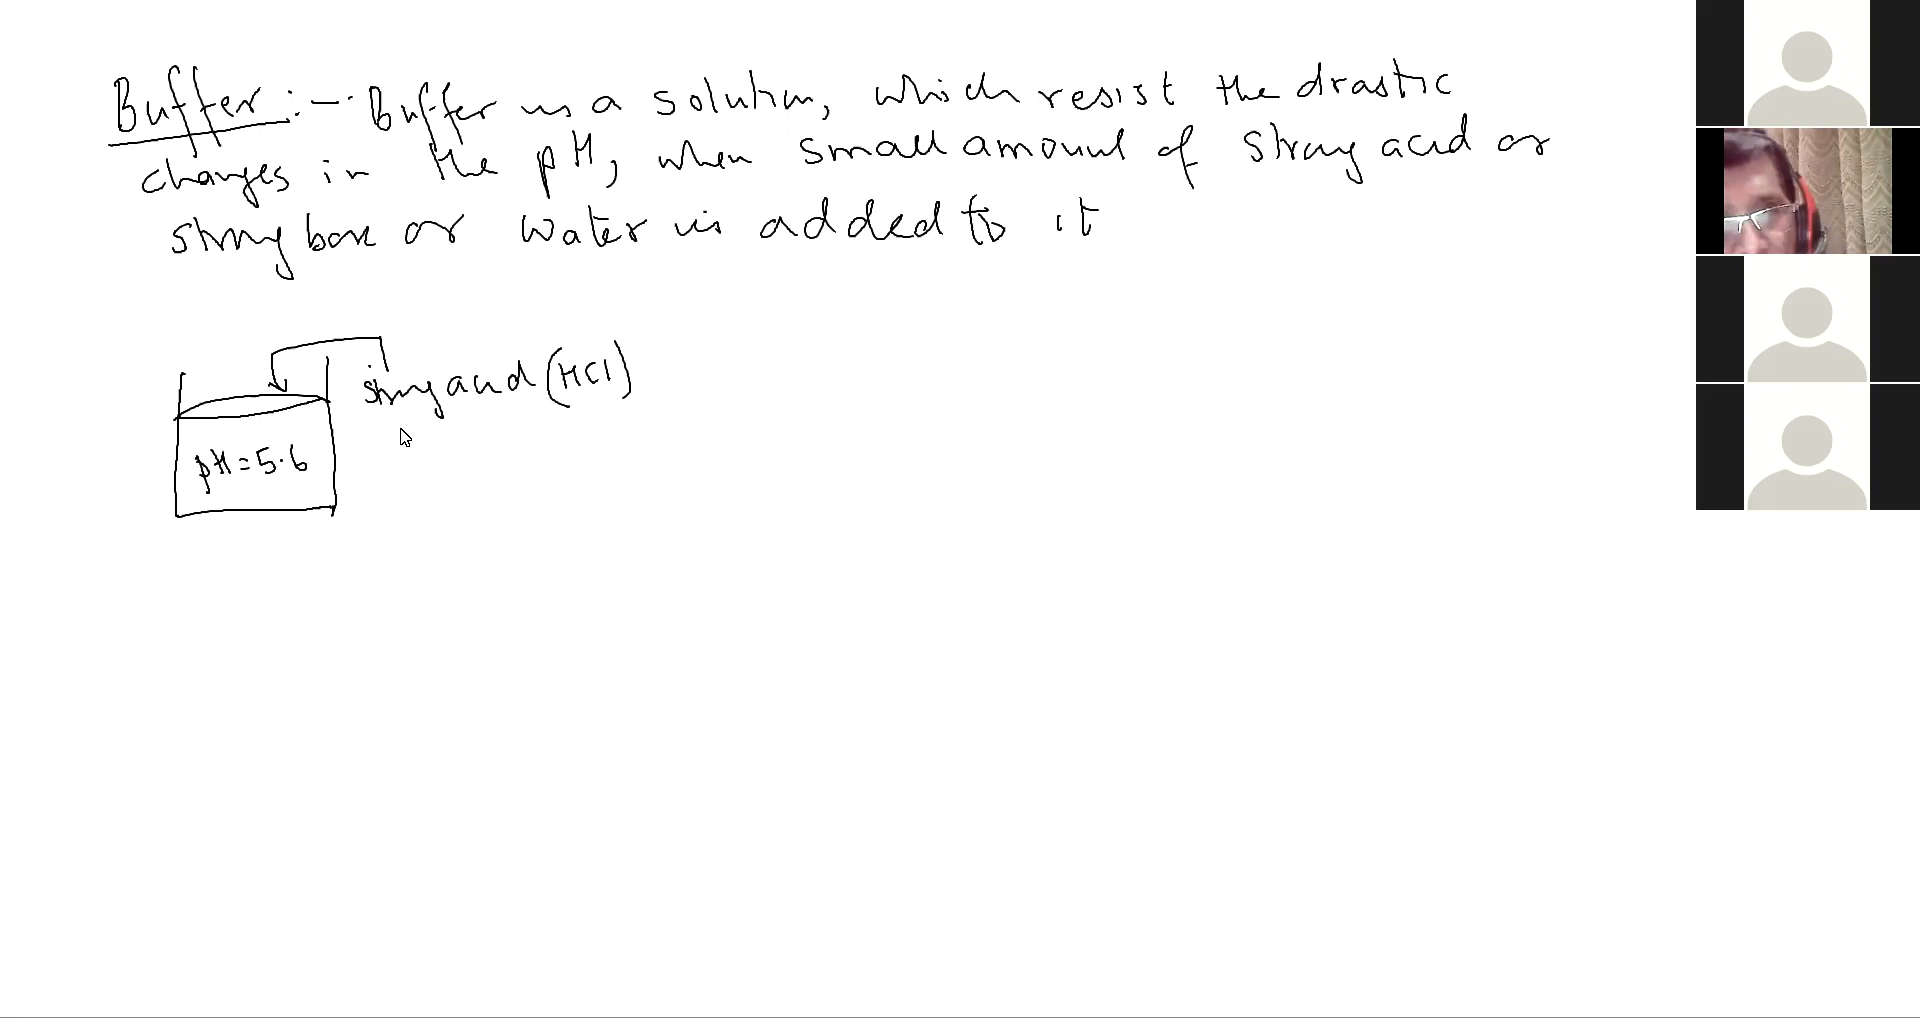 Buffer :- Buffer is a solution, which resist the drastic
changes in the pH, when small amount of strong acid or
strong base or water is added to it
strong acid (HCl)
pH = 5.6